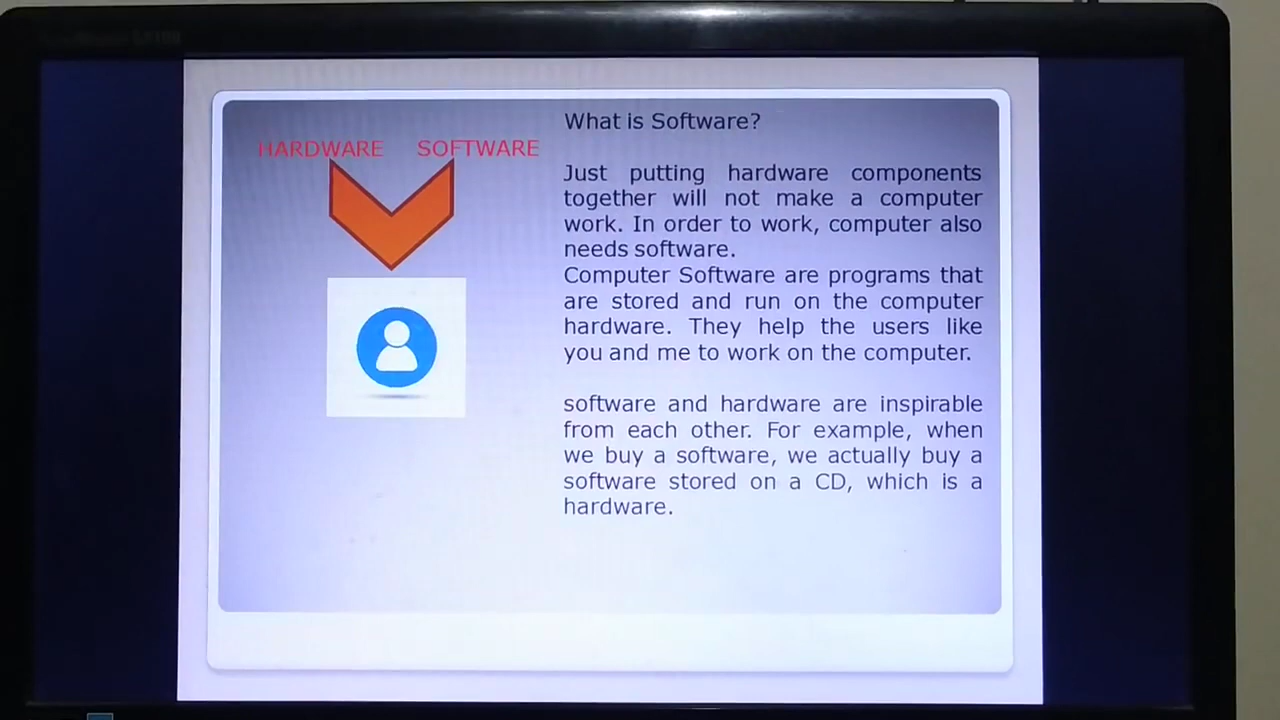 HARDWARE SOFTWARE
What is Software?
Just putting hardware components
together will not make a computer
work. In order to work, computer also
needs software.
Computer Software are programs that
are stored and run on the computer
hardware. They help the users like
you and me to work on the computer.
software and hardware are inspirable
from each other. For example, when
we buy a software, we actually buy a
software stored on a CD, which is a
hardware.